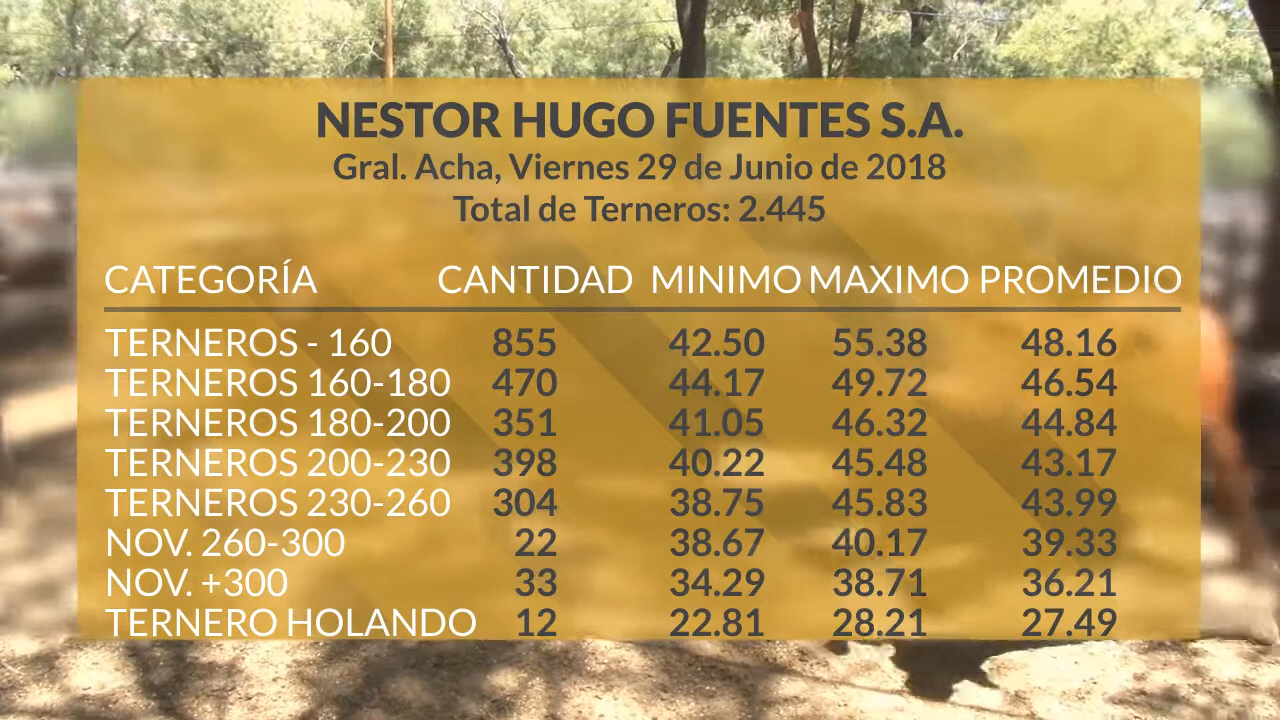 NESTOR HUGO FUENTES S.A.
Gral. Acha, Viernes 29 de Junio de 2018
Total de Terneros: 2.445
CATEGORÍA CANTIDAD MINIMO MAXIMO PROMEDIO
TERNEROS - 160 855 42.50 55.38 48.16
TERNEROS 160-180 470 44.17 49.72 46.54
TERNEROS 180-200 351 41.05 46.32 44.84
TERNEROS 200-230 398 40.22 45.48 43.17
TERNEROS 230-260 304 38.75 45.83 43.99
NOV. 260-300 22 38.67 40.17 39.33
NOV. +300 33 34.29 38.71 36.21
TERNERO HOLANDO 12 22.81 28.21 27.49